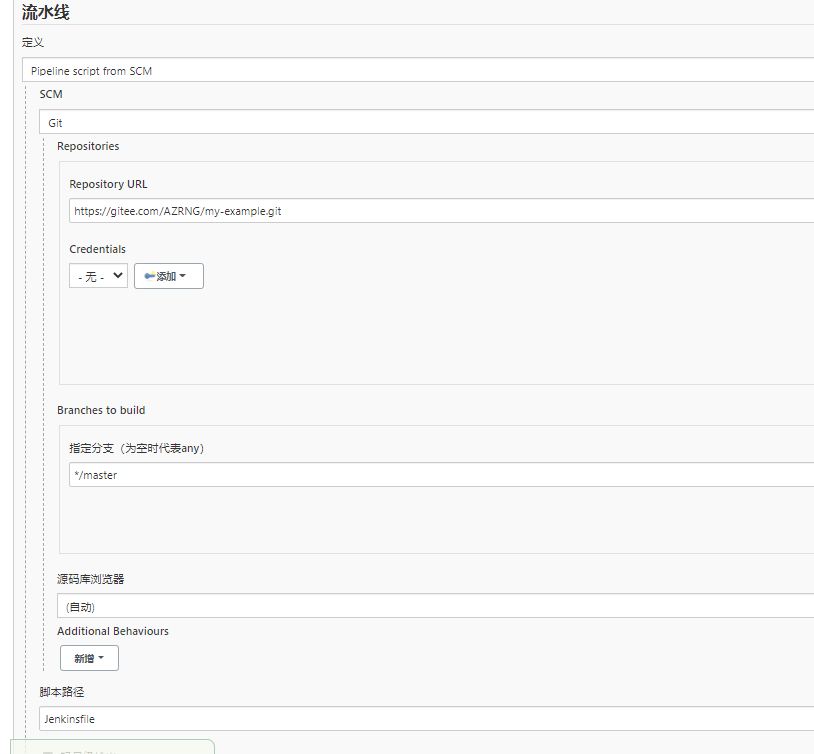 流水线
定义
Pipeline script from SCM
SCM
Git
Repositories
Repository URL
https://gitee.com/AZRNG/my-example.git
Credentials
- 无 -
添加
Branches to build
指定分支（为空时代表any）
*/master
源码库浏览器
(自动)
Additional Behaviours
新增
脚本路径
Jenkinsfile